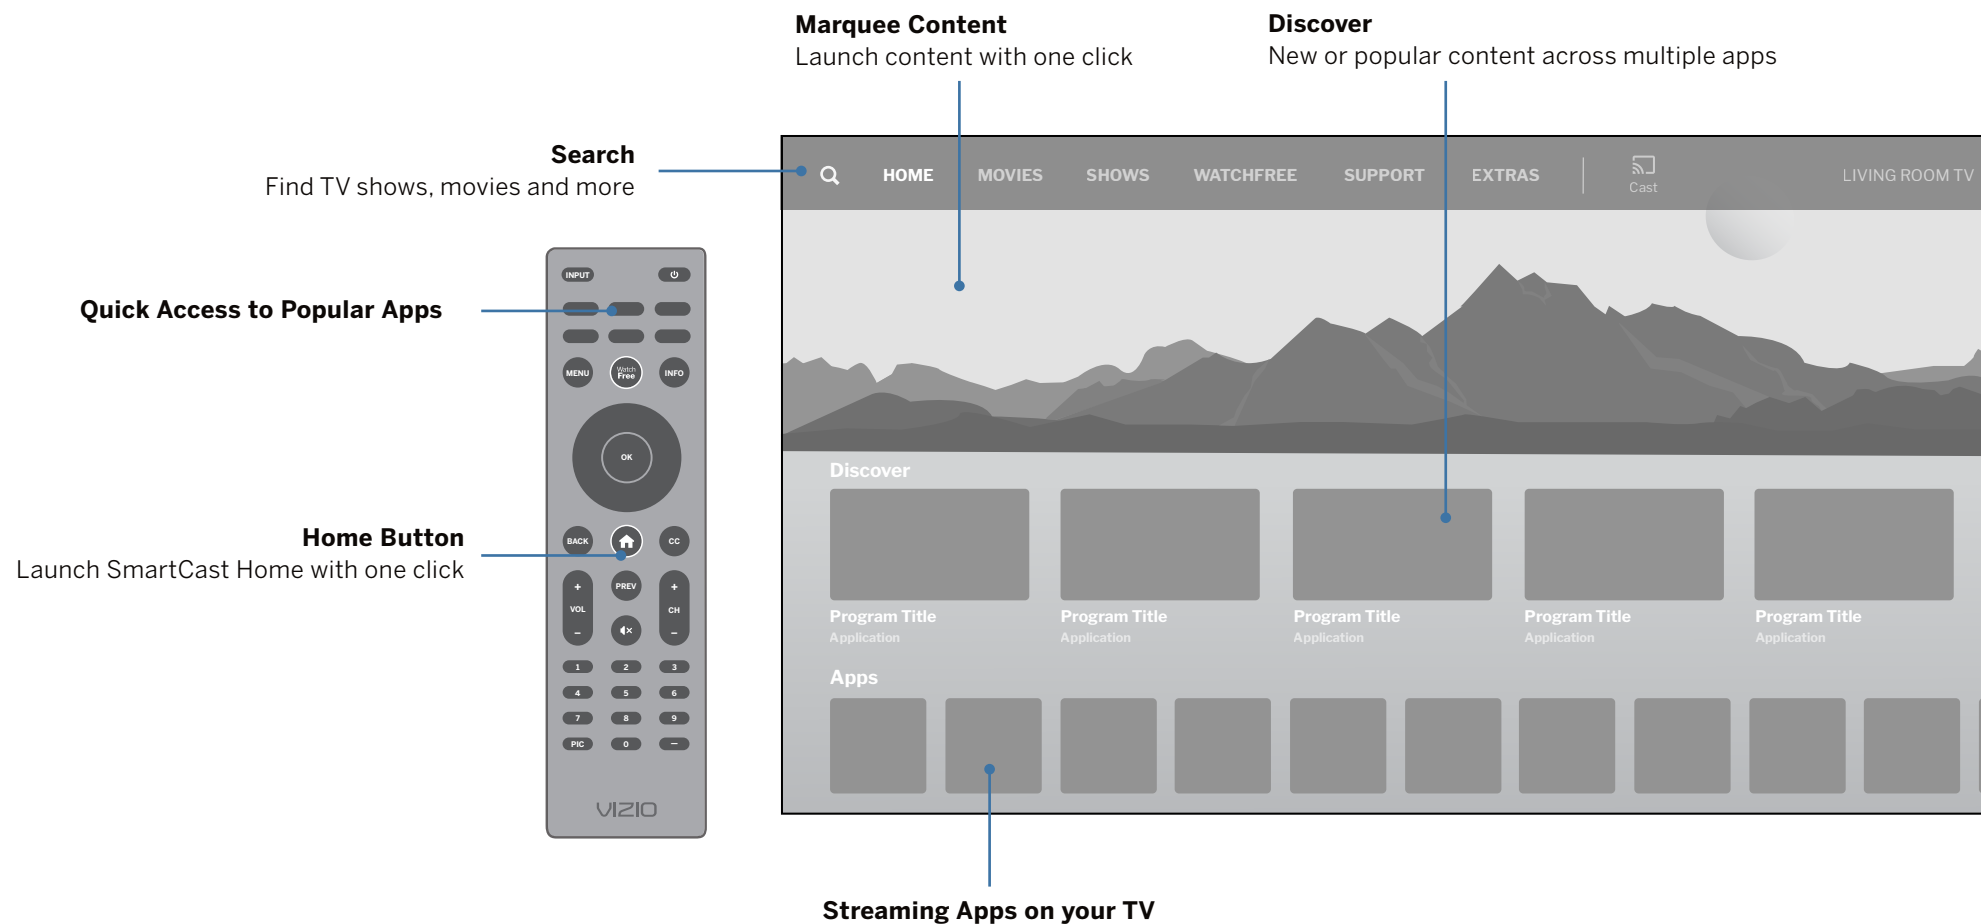 Marquee Content
Launch content with one click
Discover
New or popular content across multiple apps
Search
Find TV shows, movies and more
HOME MOVIES SHOWS WATCHFREE SUPPORT EXTRAS Cast LIVING ROOM TV
Quick Access to Popular Apps
INPUT
MENU Watch Free INFO
OK
Home Button
Launch SmartCast Home with one click
BACK CC
+ PREV +
VOL CH
– –
1 2 3
4 5 6
7 8 9
PIC 0 –
VIZIO
Discover
Program Title Program Title Program Title Program Title Program Title
Application Application Application Application Application
Apps
Streaming Apps on your TV